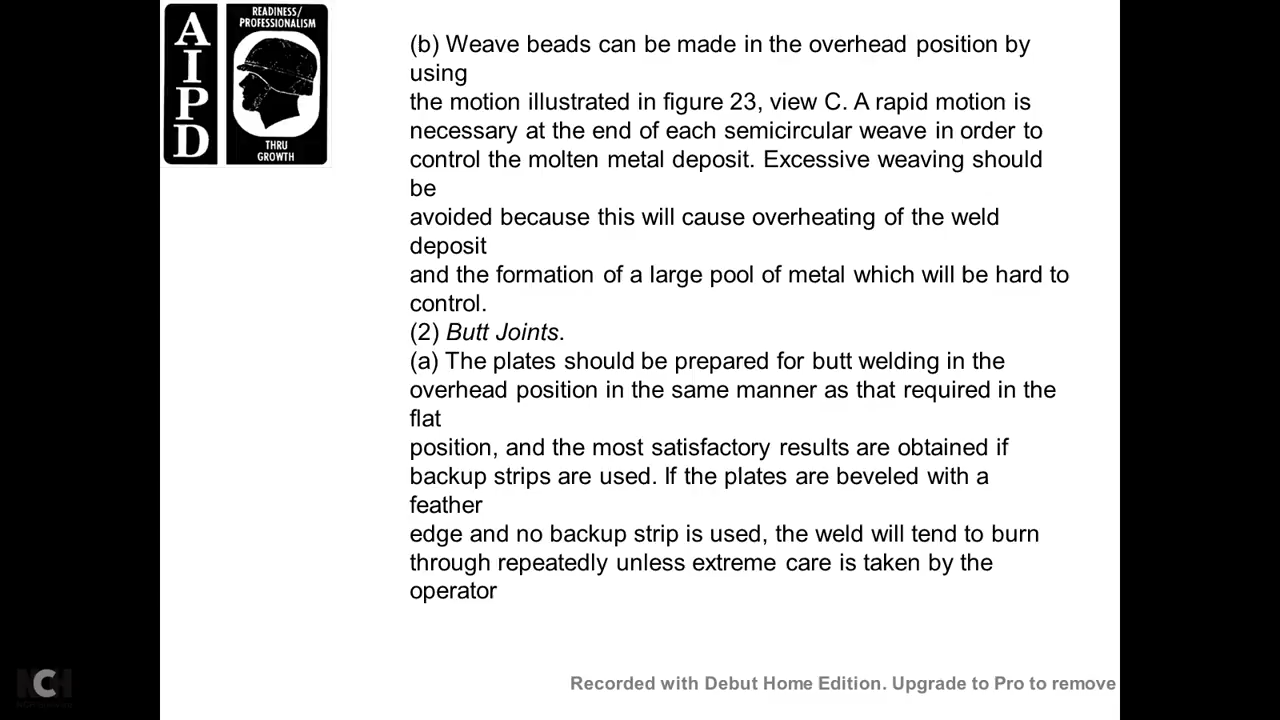 A
I
P
D
READINESS/
PROFESSIONALISM
THRU
GROWTH
(b) Weave beads can be made in the overhead position by
using
the motion illustrated in figure 23, view C. A rapid motion is
necessary at the end of each semicircular weave in order to
control the molten metal deposit. Excessive weaving should
be
avoided because this will cause overheating of the weld
deposit
and the formation of a large pool of metal which will be hard to
control.
(2) Butt Joints.
(a) The plates should be prepared for butt welding in the
overhead position in the same manner as that required in the
flat
position, and the most satisfactory results are obtained if
backup strips are used. If the plates are beveled with a
feather
edge and no backup strip is used, the weld will tend to burn
through repeatedly unless extreme care is taken by the
operator
NCH
Recorded with Debut Home Edition. Upgrade to Pro to remove